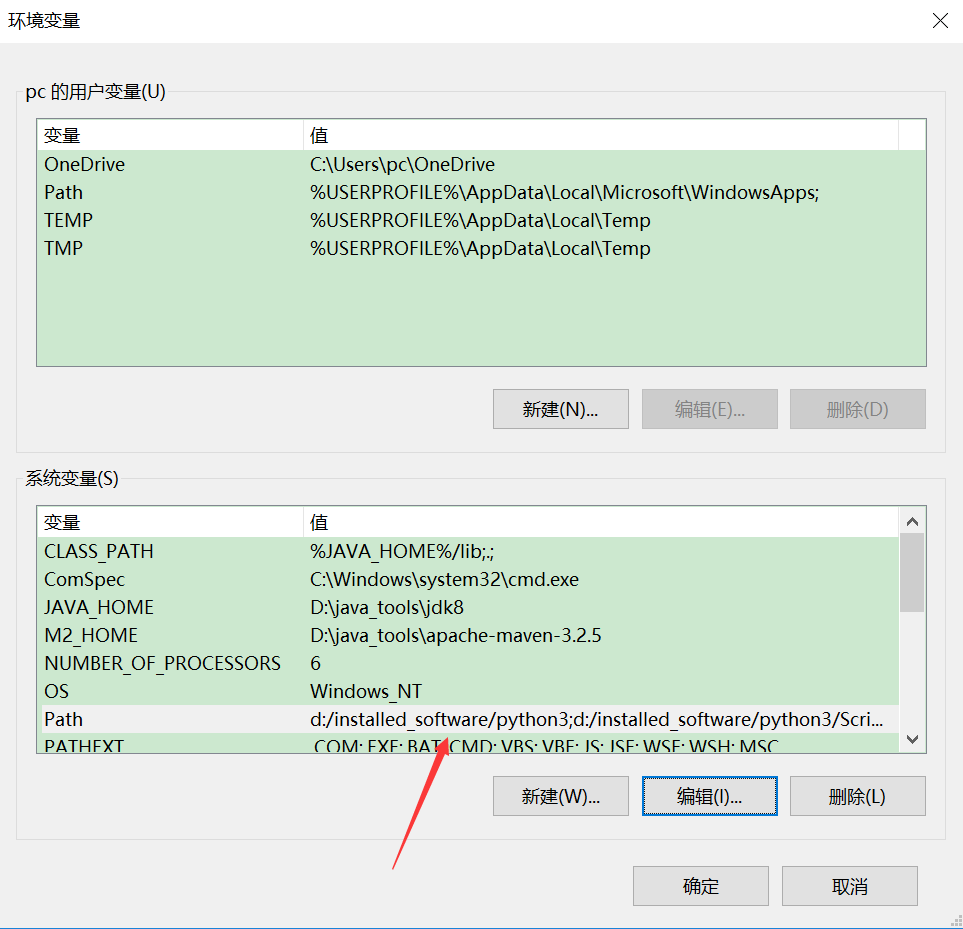 环境变量
pc 的用户变量(U)
变量 值
OneDrive C:\Users\pc\OneDrive
Path %USERPROFILE%\AppData\Local\Microsoft\WindowsApps;
TEMP %USERPROFILE%\AppData\Local\Temp
TMP %USERPROFILE%\AppData\Local\Temp
新建(N)... 编辑(E)... 删除(D)
系统变量(S)
变量 值
CLASS_PATH %JAVA_HOME%/lib;.;
ComSpec C:\Windows\system32\cmd.exe
JAVA_HOME D:\java_tools\jdk8
M2_HOME D:\java_tools\apache-maven-3.2.5
NUMBER_OF_PROCESSORS 6
OS Windows_NT
Path d:/installed_software/python3;d:/installed_software/python3/Scri...
PATHEXT .COM;.EXE;.BAT;.CMD;.VBS;.VBE;.JS;.JSE;.WSF;.WSH;.MSC
新建(W)... 编辑(I)... 删除(L)
确定 取消